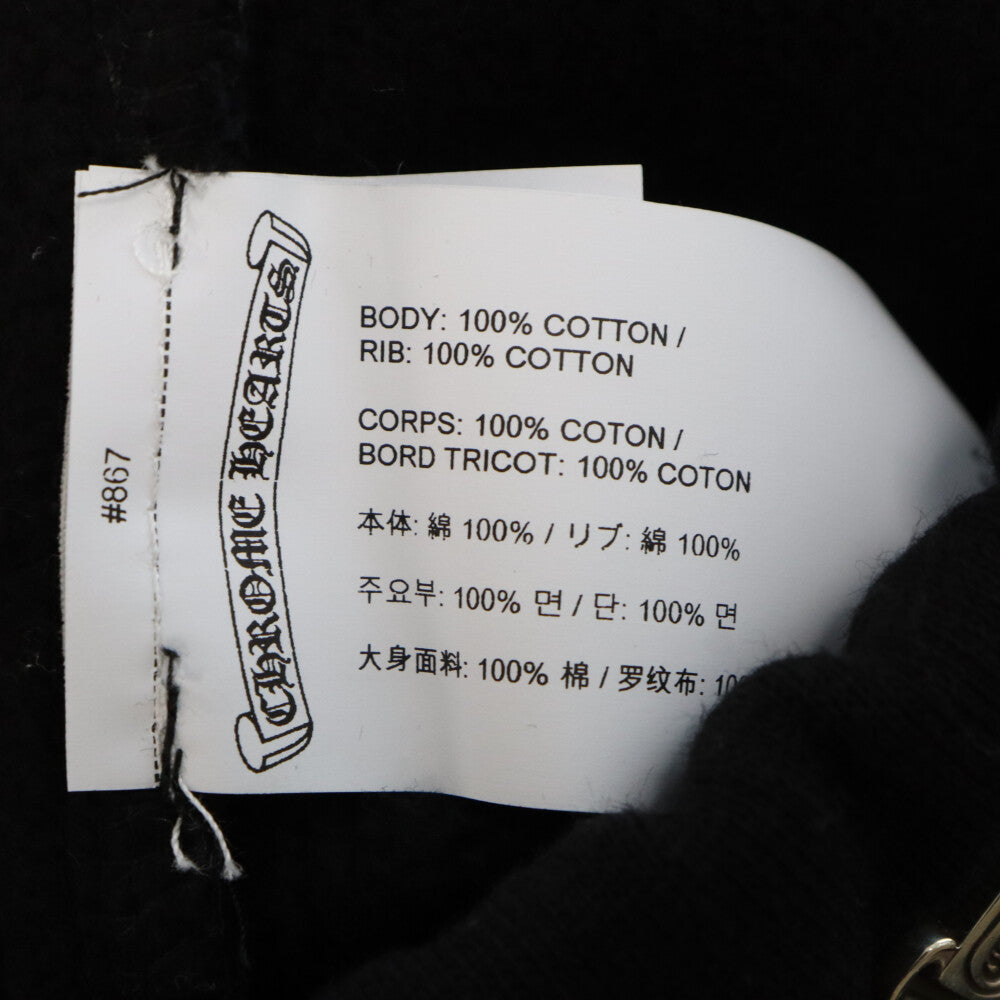 #867
CHROME HEARTS
BODY: 100% COTTON /
RIB: 100% COTTON
CORPS: 100% COTON /
BORD TRICOT: 100% COTON
本体: 綿 100% / リブ: 綿 100%
주요부: 100% 면 / 단: 100% 면
大身面料: 100% 棉 / 罗纹布: